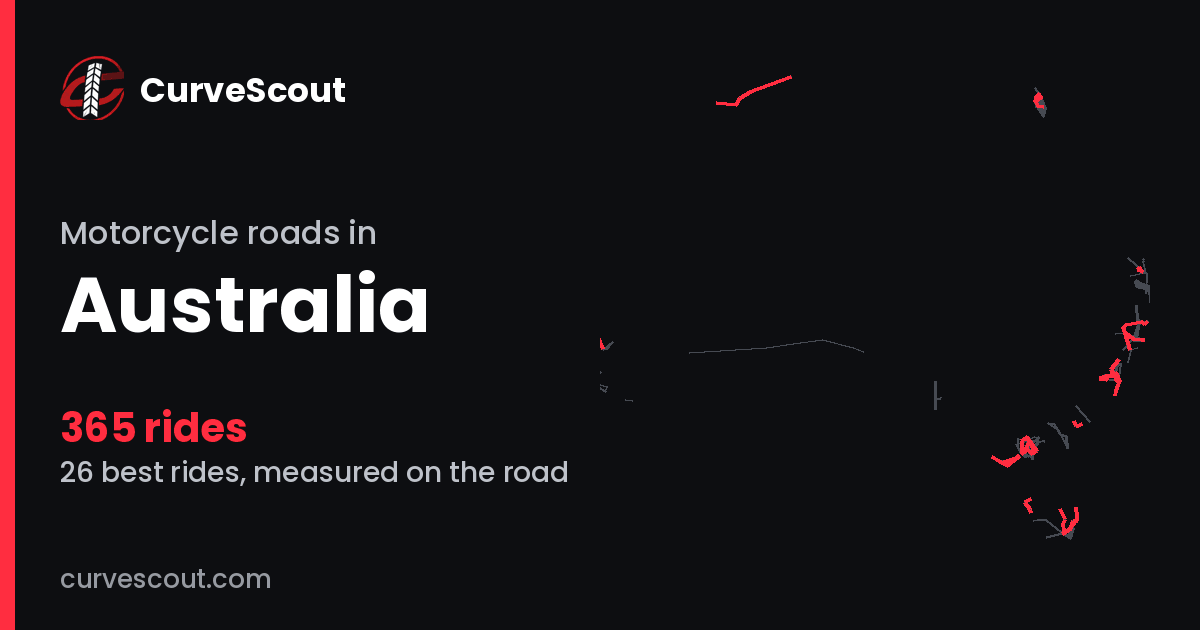 CurveScout
Motorcycle roads in
Australia
365 rides
26 best rides, measured on the road
curvescout.com